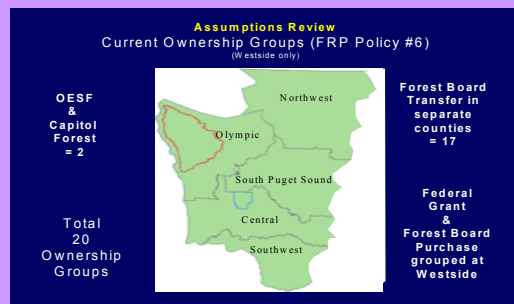 Assumptions Review
Current Ownership Groups (FRP Policy #6)
(Westside only)
OESF
&
Capitol
Forest
= 2
Total
20
Ownership
Groups
Northwest
Olympic
South Puget Sound
Central
Southwest
Forest Board
Transfer in
separate
counties
= 17
Federal
Grant
&
Forest Board
Purchase
grouped at
Westside